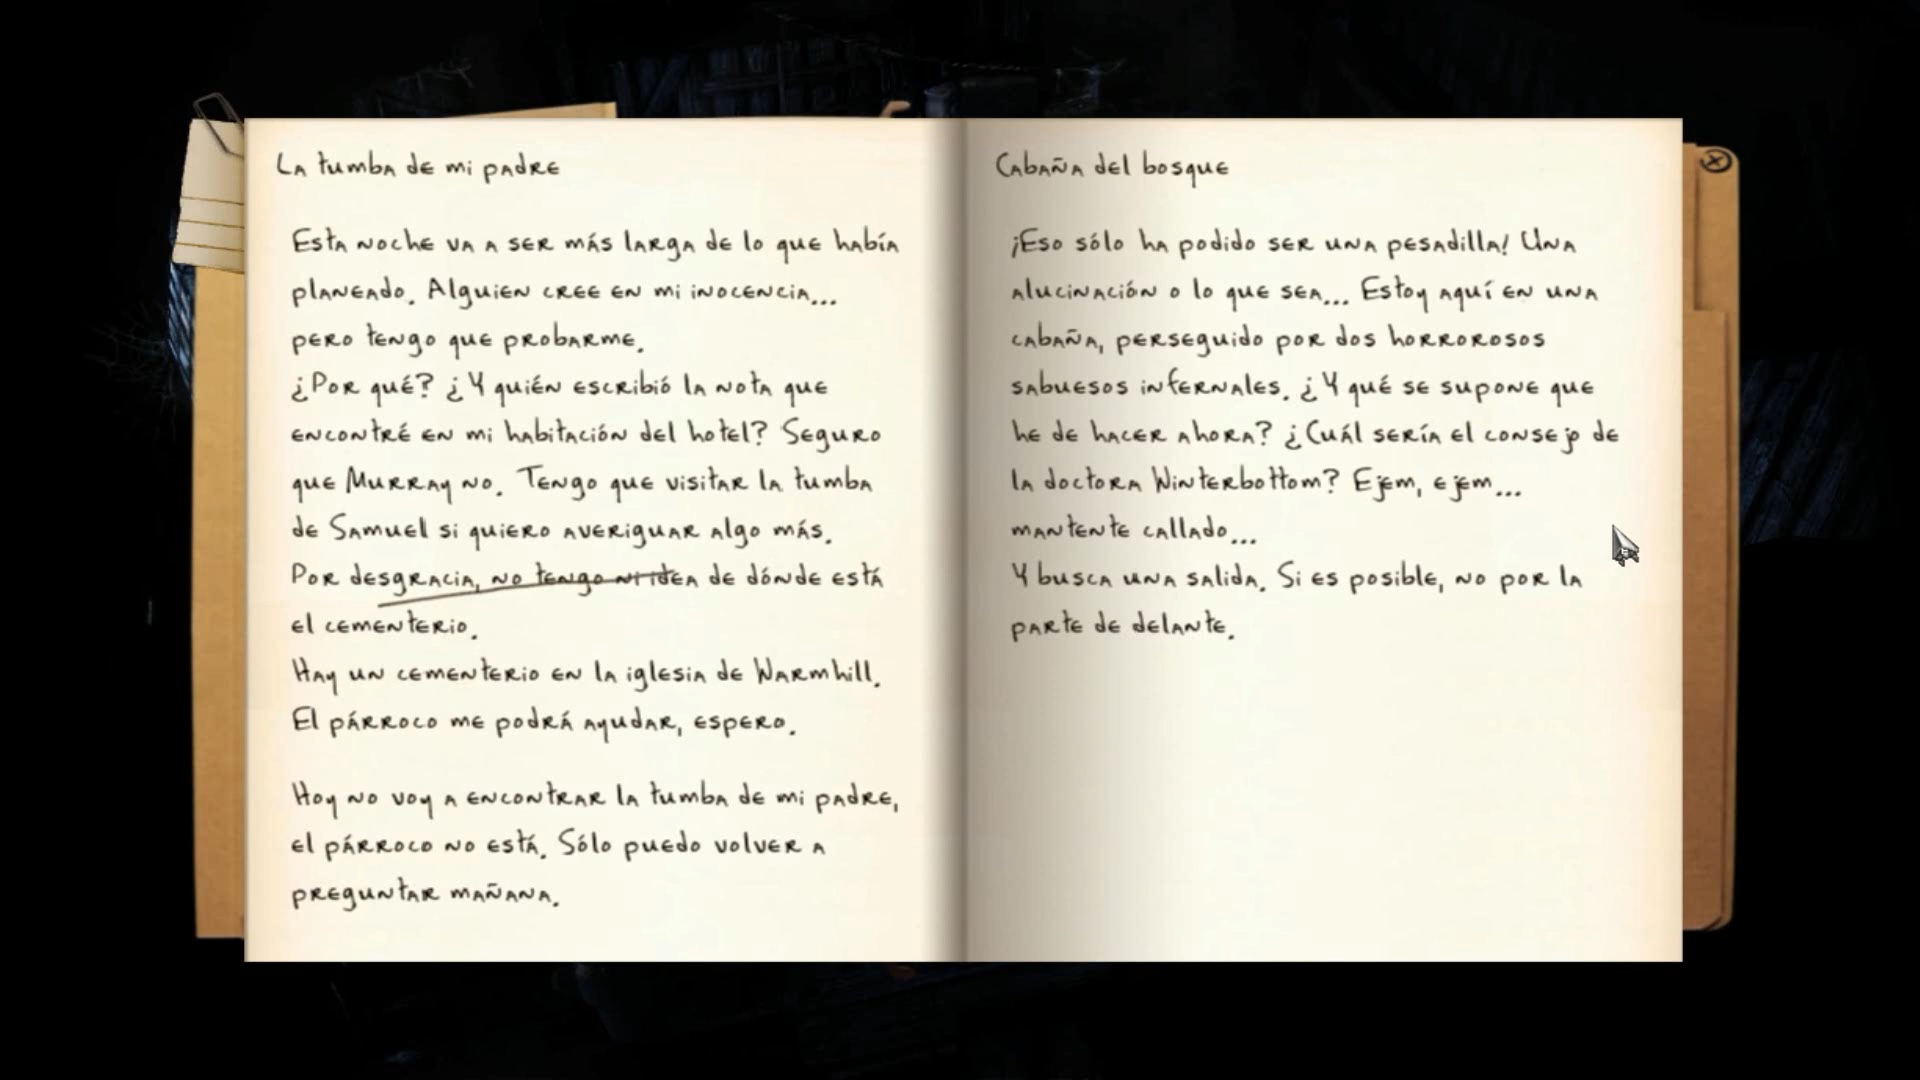 La tumba de mi padre
Esta noche va a ser más larga de lo que había
planeado. Alguien cree en mi inocencia...
pero tengo que probarme.
¿Por qué? ¿Y quién escribió la nota que
encontré en mi habitación del hotel? Seguro
que Murray no. Tengo que visitar la tumba
de Samuel si quiero averiguar algo más.
Por desgracia, no tengo ni idea de dónde está
el cementerio.
Hay un cementerio en la iglesia de Warmhill.
El párroco me podrá ayudar, espero.
Hoy no voy a encontrar la tumba de mi padre,
el párroco no está. Sólo puedo volver a
preguntar mañana.
Cabaña del bosque
¡Eso sólo ha podido ser una pesadilla! Una
alucinación o lo que sea... Estoy aquí en una
cabaña, perseguido por dos horrorosos
sabuesos infernales. ¿Y qué se supone que
he de hacer ahora? ¿Cuál sería el consejo de
la doctora Winterbottom? Ejem, ejem...
mantente callado...
Y busca una salida. Si es posible, no por la
parte de delante.